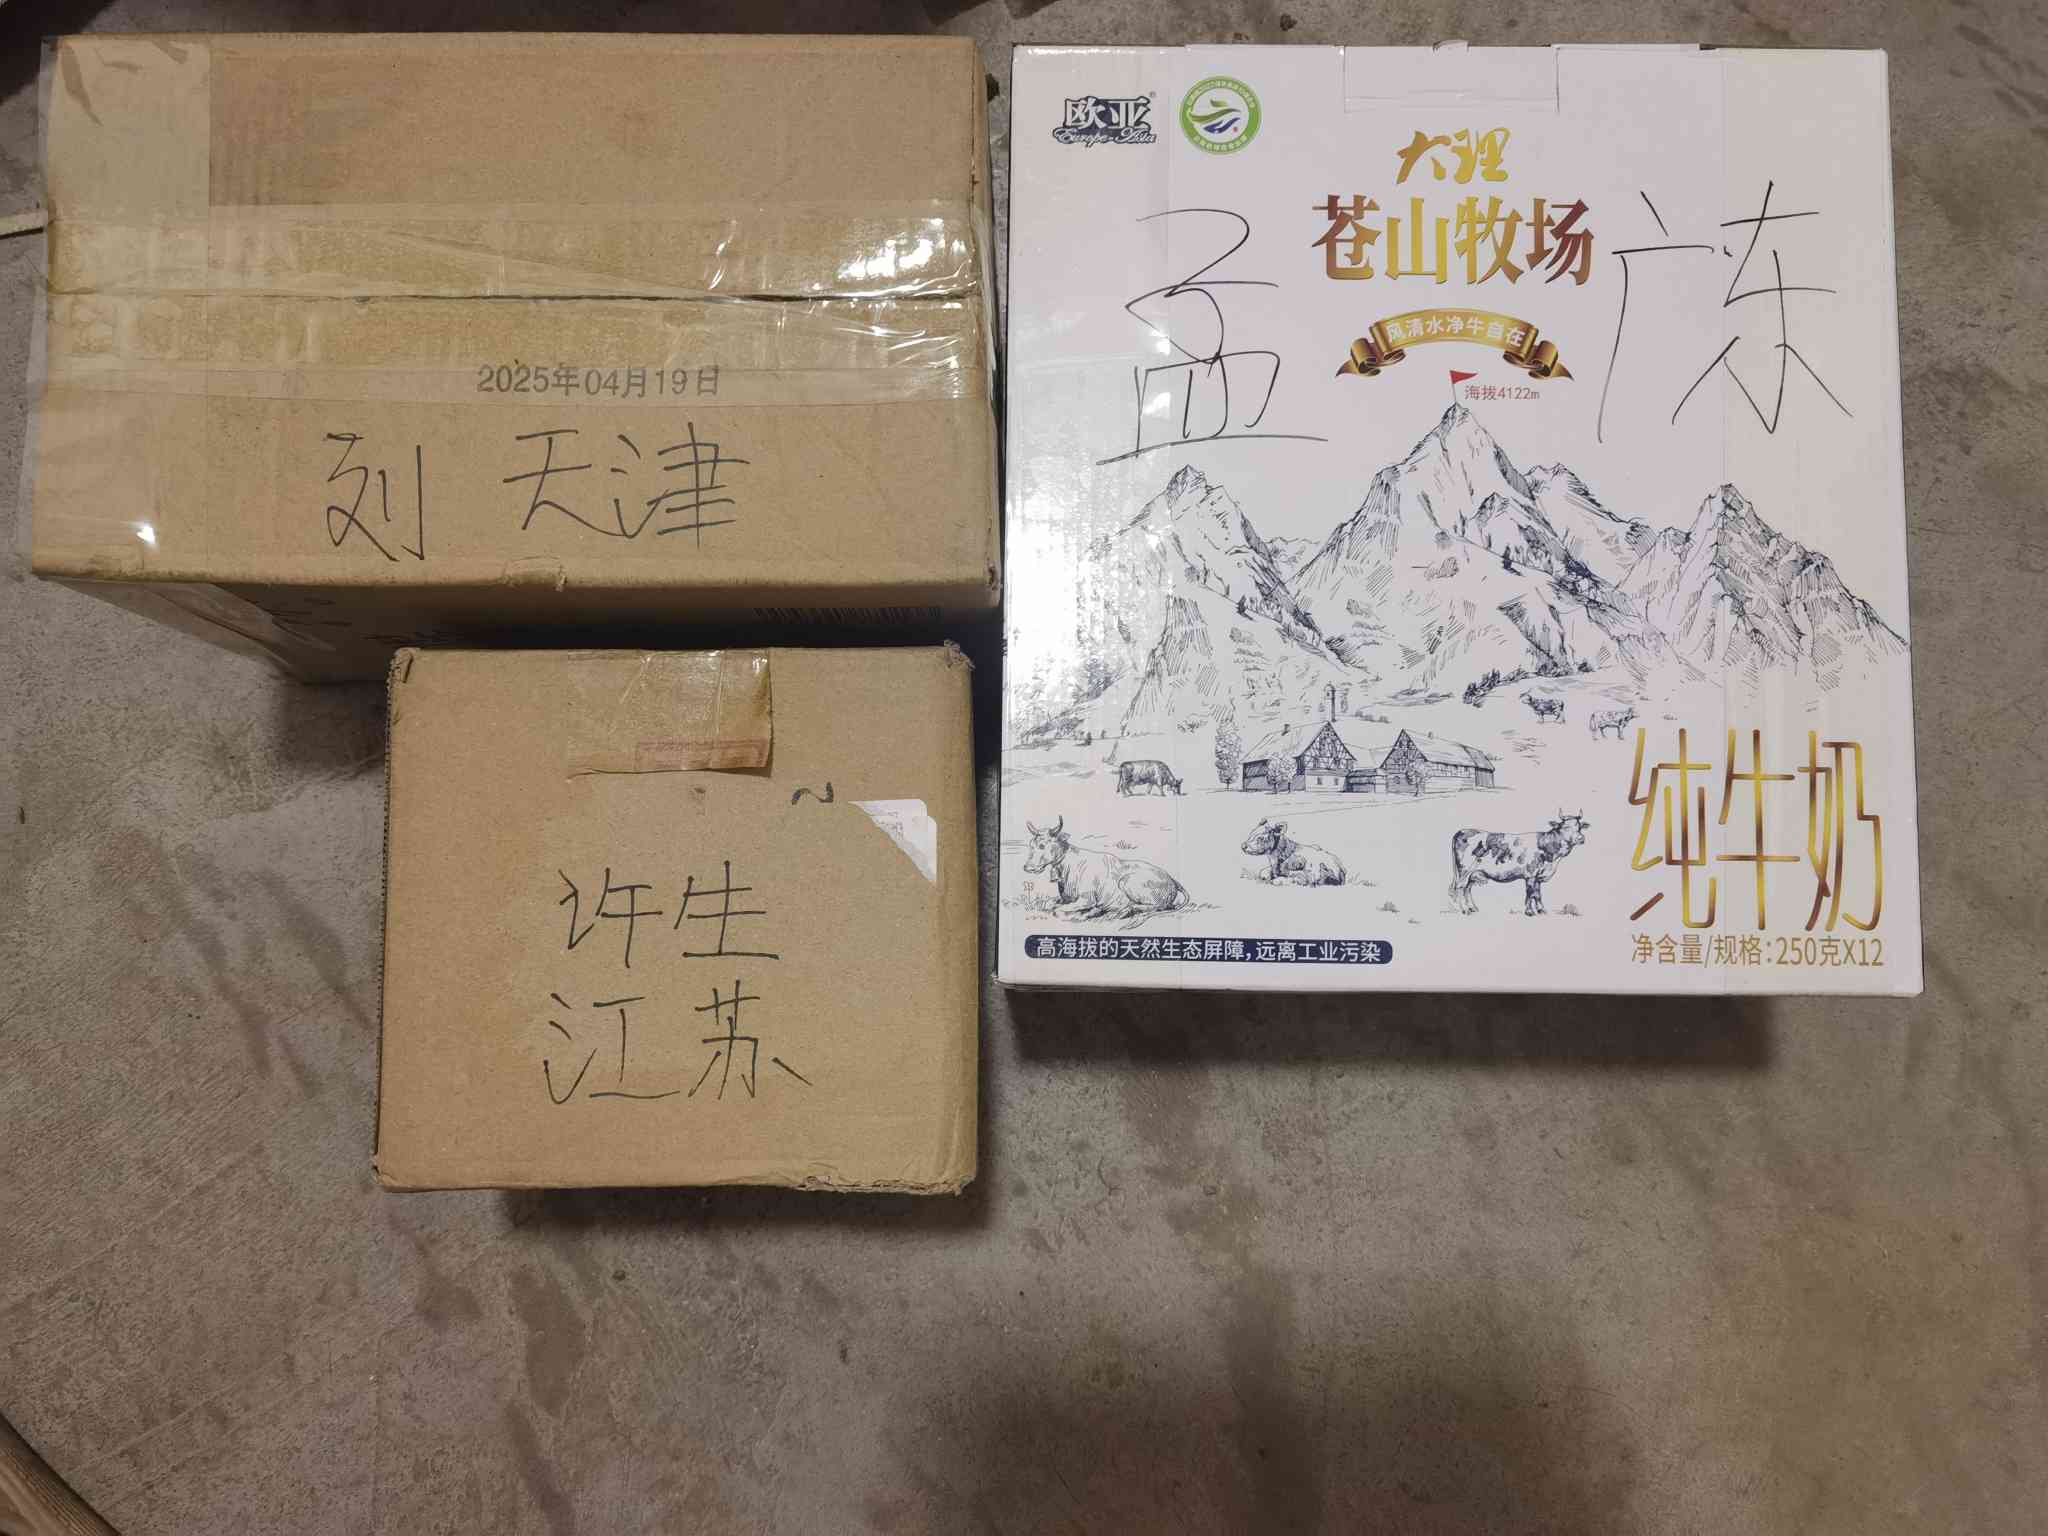 2025年04月19日
刘 天津
许生
江苏
欧亚
Europe-Asia
大理
苍山牧场
孟 广东
风清水净牛自在
海拔4122m
纯牛奶
高海拔的天然生态屏障,远离工业污染
净含量/规格:250克X12